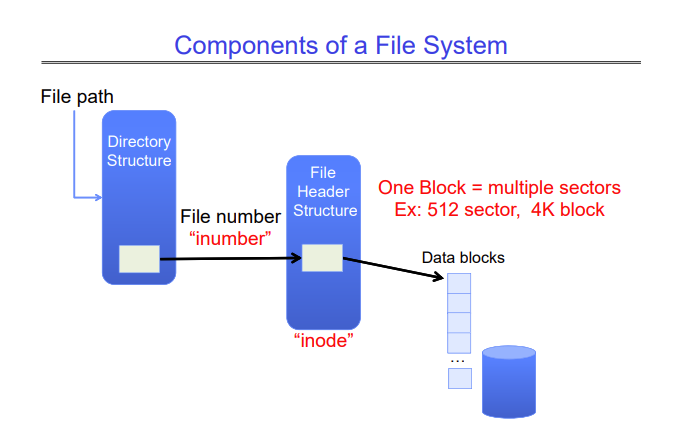 Components of a File System
File path
Directory
Structure
File number
“inumber”
File
Header
Structure
“inode”
One Block = multiple sectors
Ex: 512 sector, 4K block
Data blocks
...